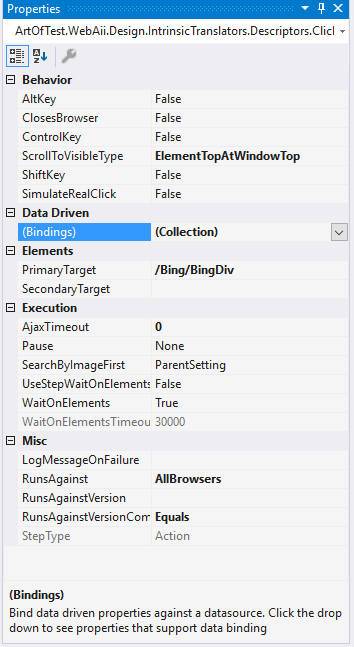 Properties
ArtOfTest.WebAii.Design.IntrinsicTranslators.Descriptors.Clicl
Behavior
AltKey False
ClosesBrowser False
ControlKey False
ScrollToVisibleType ElementTopAtWindowTop
ShiftKey False
SimulateRealClick False
Data Driven
(Bindings) (Collection)
Elements
PrimaryTarget /Bing/BingDiv
SecondaryTarget
Execution
AjaxTimeout 0
Pause None
SearchByImageFirst ParentSetting
UseStepWaitOnElements False
WaitOnElements True
WaitOnElementsTimeou 30000
Misc
LogMessageOnFailure
RunsAgainst AllBrowsers
RunsAgainstVersion
RunsAgainstVersionCom Equals
StepType Action
(Bindings)
Bind data driven properties against a datasource. Click the drop
down to see properties that support data binding